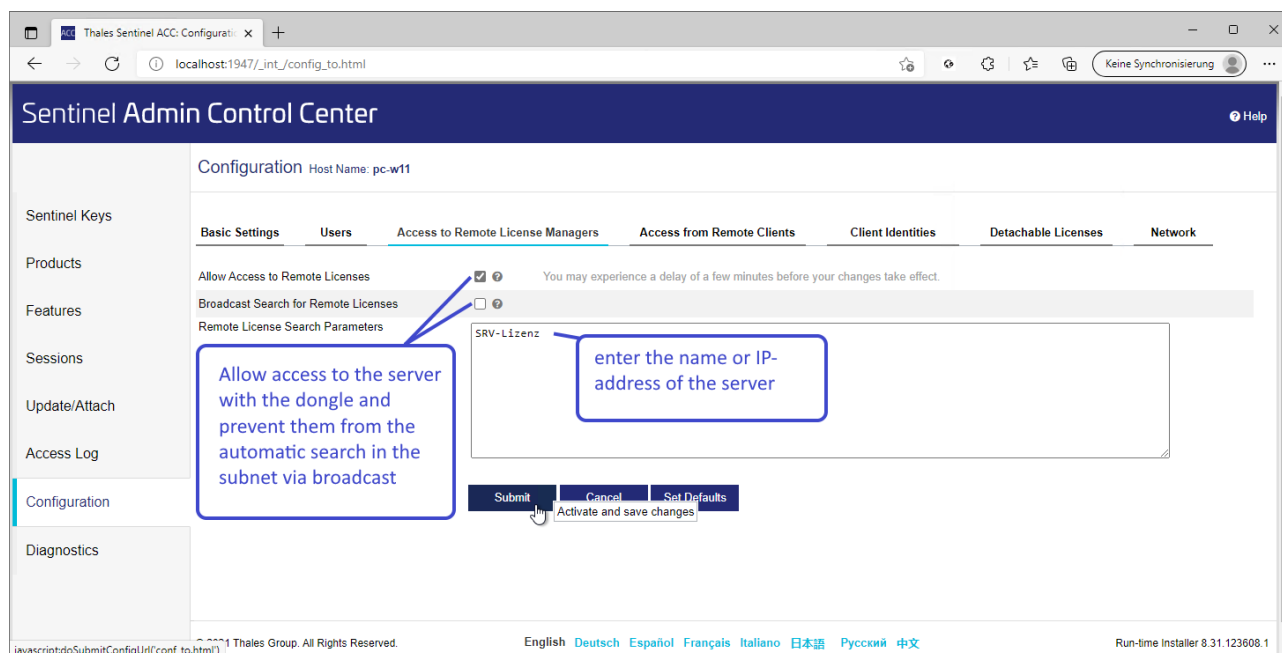 ACC Thales Sentinel ACC: Configuratio
localhost:1947/_int_/config_to.html
Keine Synchronisierung
Sentinel Admin Control Center
Help
Configuration Host Name: pc-w11
Sentinel Keys
Products
Features
Sessions
Update/Attach
Access Log
Configuration
Diagnostics
Basic Settings Users Access to Remote License Managers Access from Remote Clients Client Identities Detachable Licenses Network
Allow Access to Remote Licenses You may experience a delay of a few minutes before your changes take effect.
Broadcast Search for Remote Licenses
Remote License Search Parameters
SRV-Lizenz
enter the name or IP-
address of the server
Allow access to the server
with the dongle and
prevent them from the
automatic search in the
subnet via broadcast
Submit Cancel Set Defaults
Activate and save changes
Thales Group. All Rights Reserved.
English Deutsch Español Français Italiano 日本語 Русский 中文
Run-time Installer 8.31.123608.1
javascript:doSubmitConfigUrl('conf_to.html')